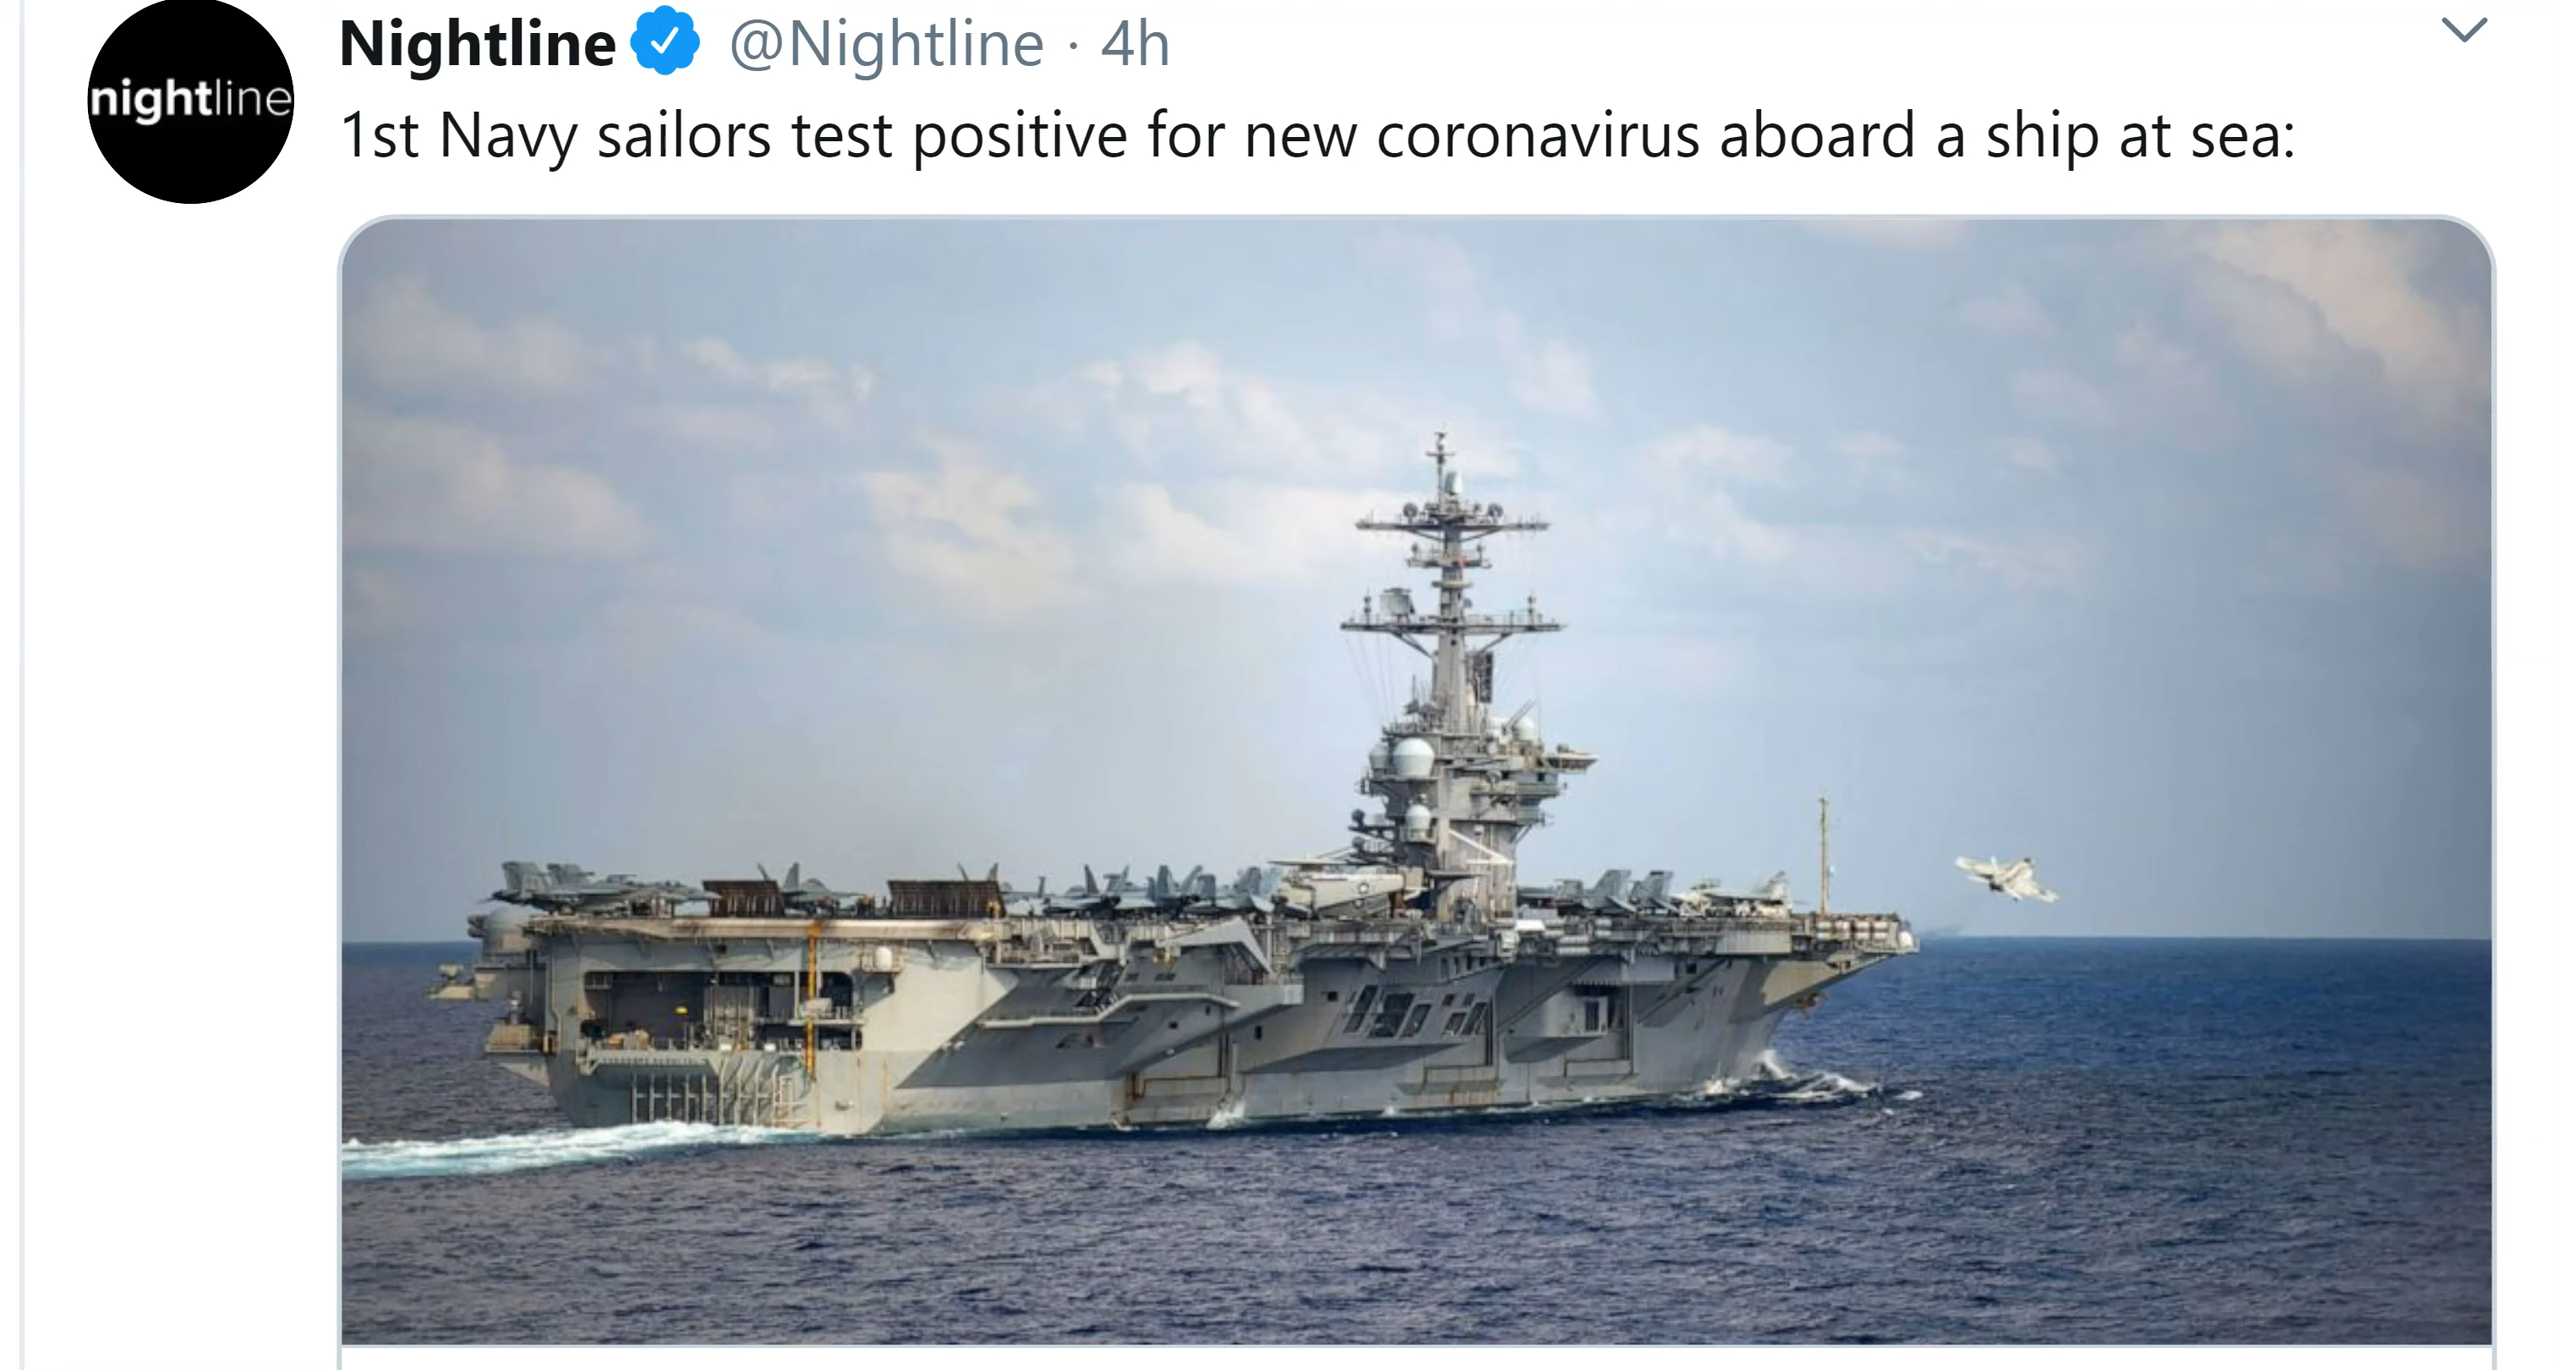 nightline
Nightline @Nightline · 4h
1st Navy sailors test positive for new coronavirus aboard a ship at sea: